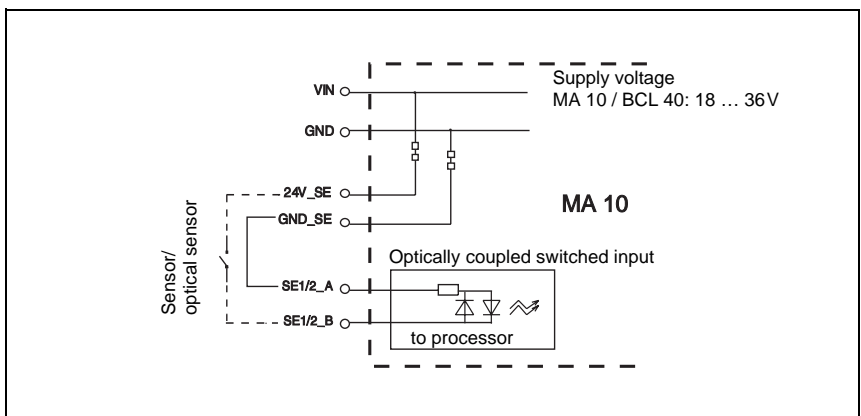 VIN
Supply voltage
MA 10 / BCL 40: 18 … 36V
GND
24V_SE
GND_SE
MA 10
Sensor/
optical sensor
Optically coupled switched input
SE1/2_A
SE1/2_B
to processor